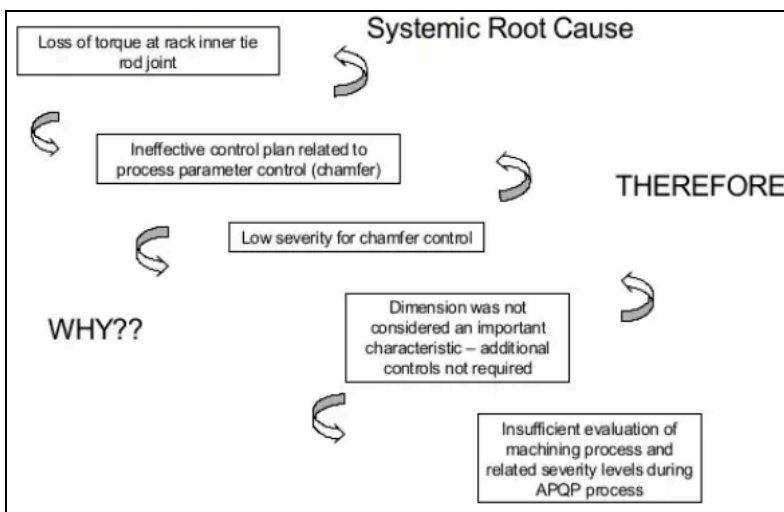 Systemic Root Cause
Loss of torque at rack inner tie
rod joint
Ineffective control plan related to
process parameter control (chamfer)
THEREFORE
Low severity for chamfer control
WHY??
Dimension was not
considered an important
characteristic – additional
controls not required
Insufficient evaluation of
machining process and
related severity levels during
APQP process